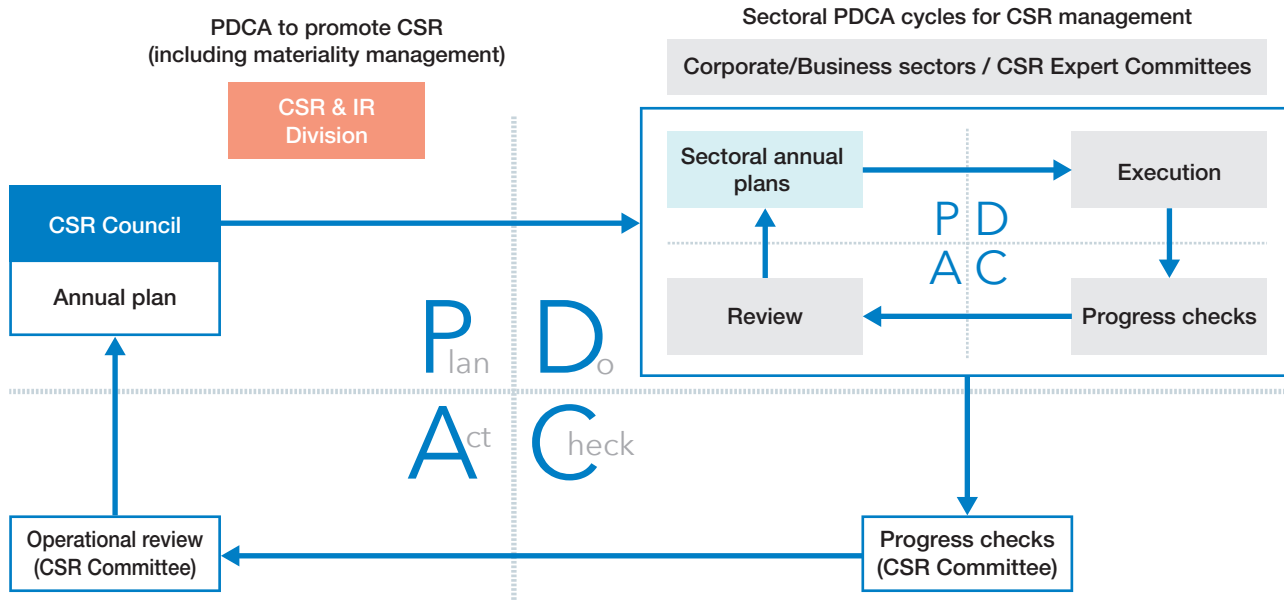 PDCA to promote CSR
(including materiality management)
CSR & IR
Division
CSR Council
Annual plan
Sectoral PDCA cycles for CSR management
Corporate/Business sectors / CSR Expert Committees
Sectoral annual
plans
Execution
P D
A C
Review
Progress checks
Plan
Do
Act
Check
Operational review
(CSR Committee)
Progress checks
(CSR Committee)